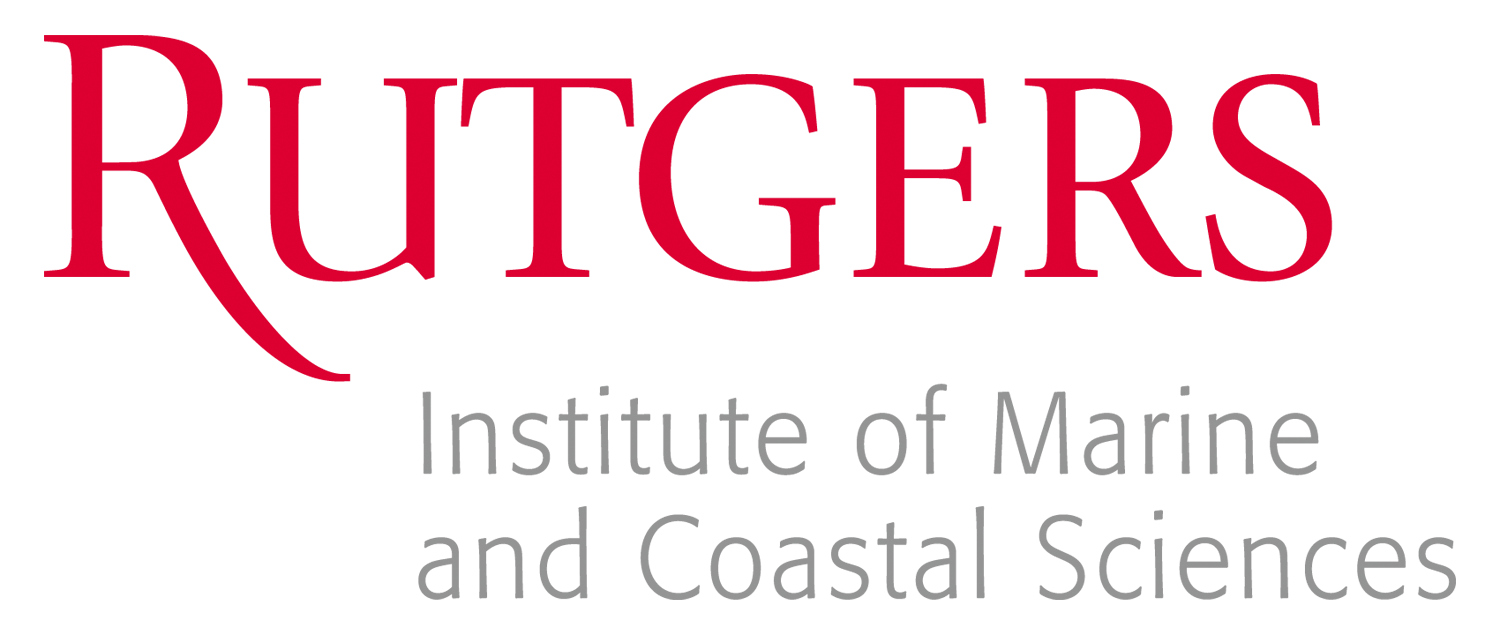 RUTGERS
Institute of Marine
and Coastal Sciences